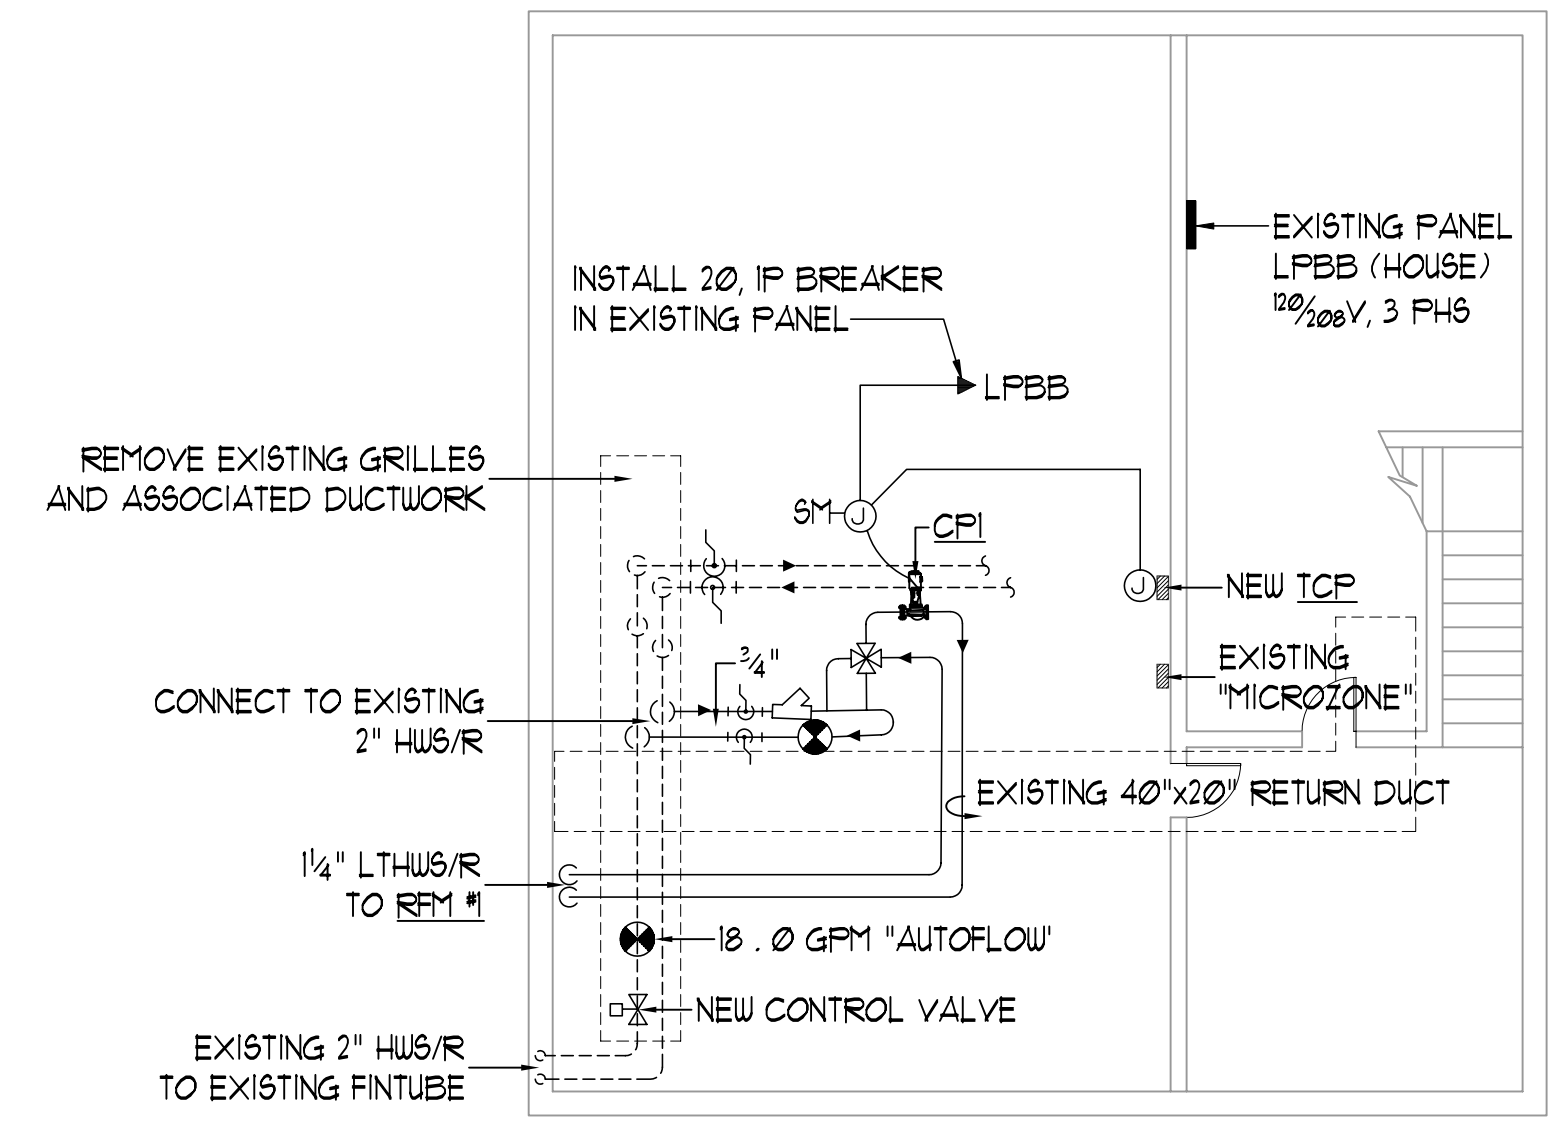 EXISTING PANEL
LPBB (HOUSE)
120/208V, 3 PHS
INSTALL 20, 1P BREAKER
IN EXISTING PANEL
LPBB
REMOVE EXISTING GRILLES
AND ASSOCIATED DUCTWORK
SM
J
CP1
J
NEW TCP
3/4"
EXISTING
"MICROZONE"
CONNECT TO EXISTING
2" HWS/R
EXISTING 40"x20" RETURN DUCT
1 1/4" LTHWS/R
TO RFM #1
18.0 GPM "AUTOFLOW"
NEW CONTROL VALVE
EXISTING 2" HWS/R
TO EXISTING FINTUBE